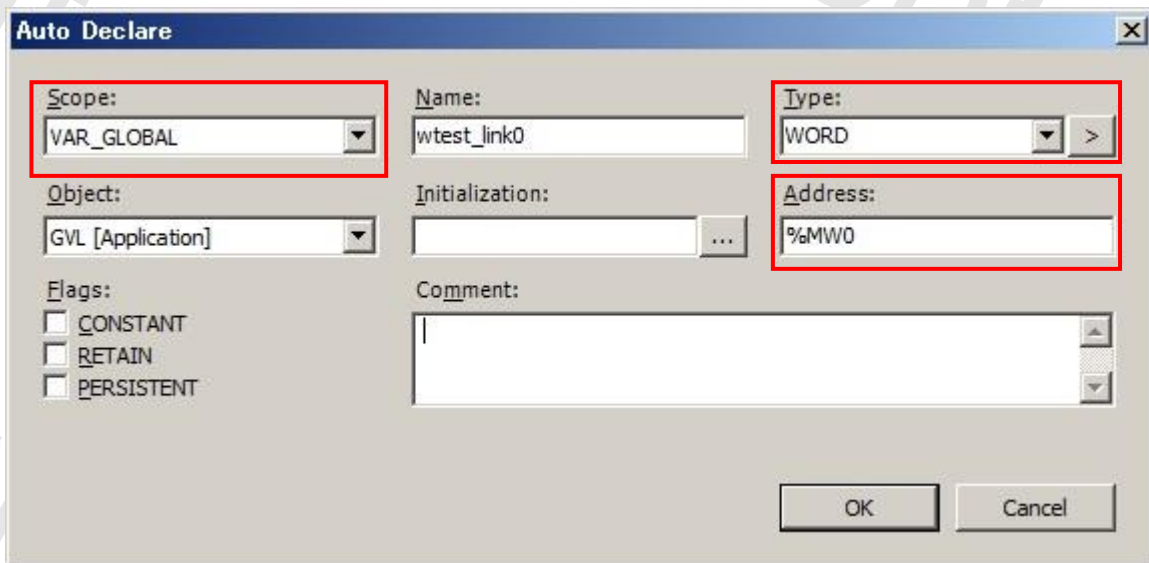 Auto Declare
Scope: Name: Type:
VAR_GLOBAL wtest_link0 WORD >
Object: Initialization: Address:
GVL [Application] ... %MW0
Flags: Comment:
CONSTANT
RETAIN
PERSISTENT
OK Cancel